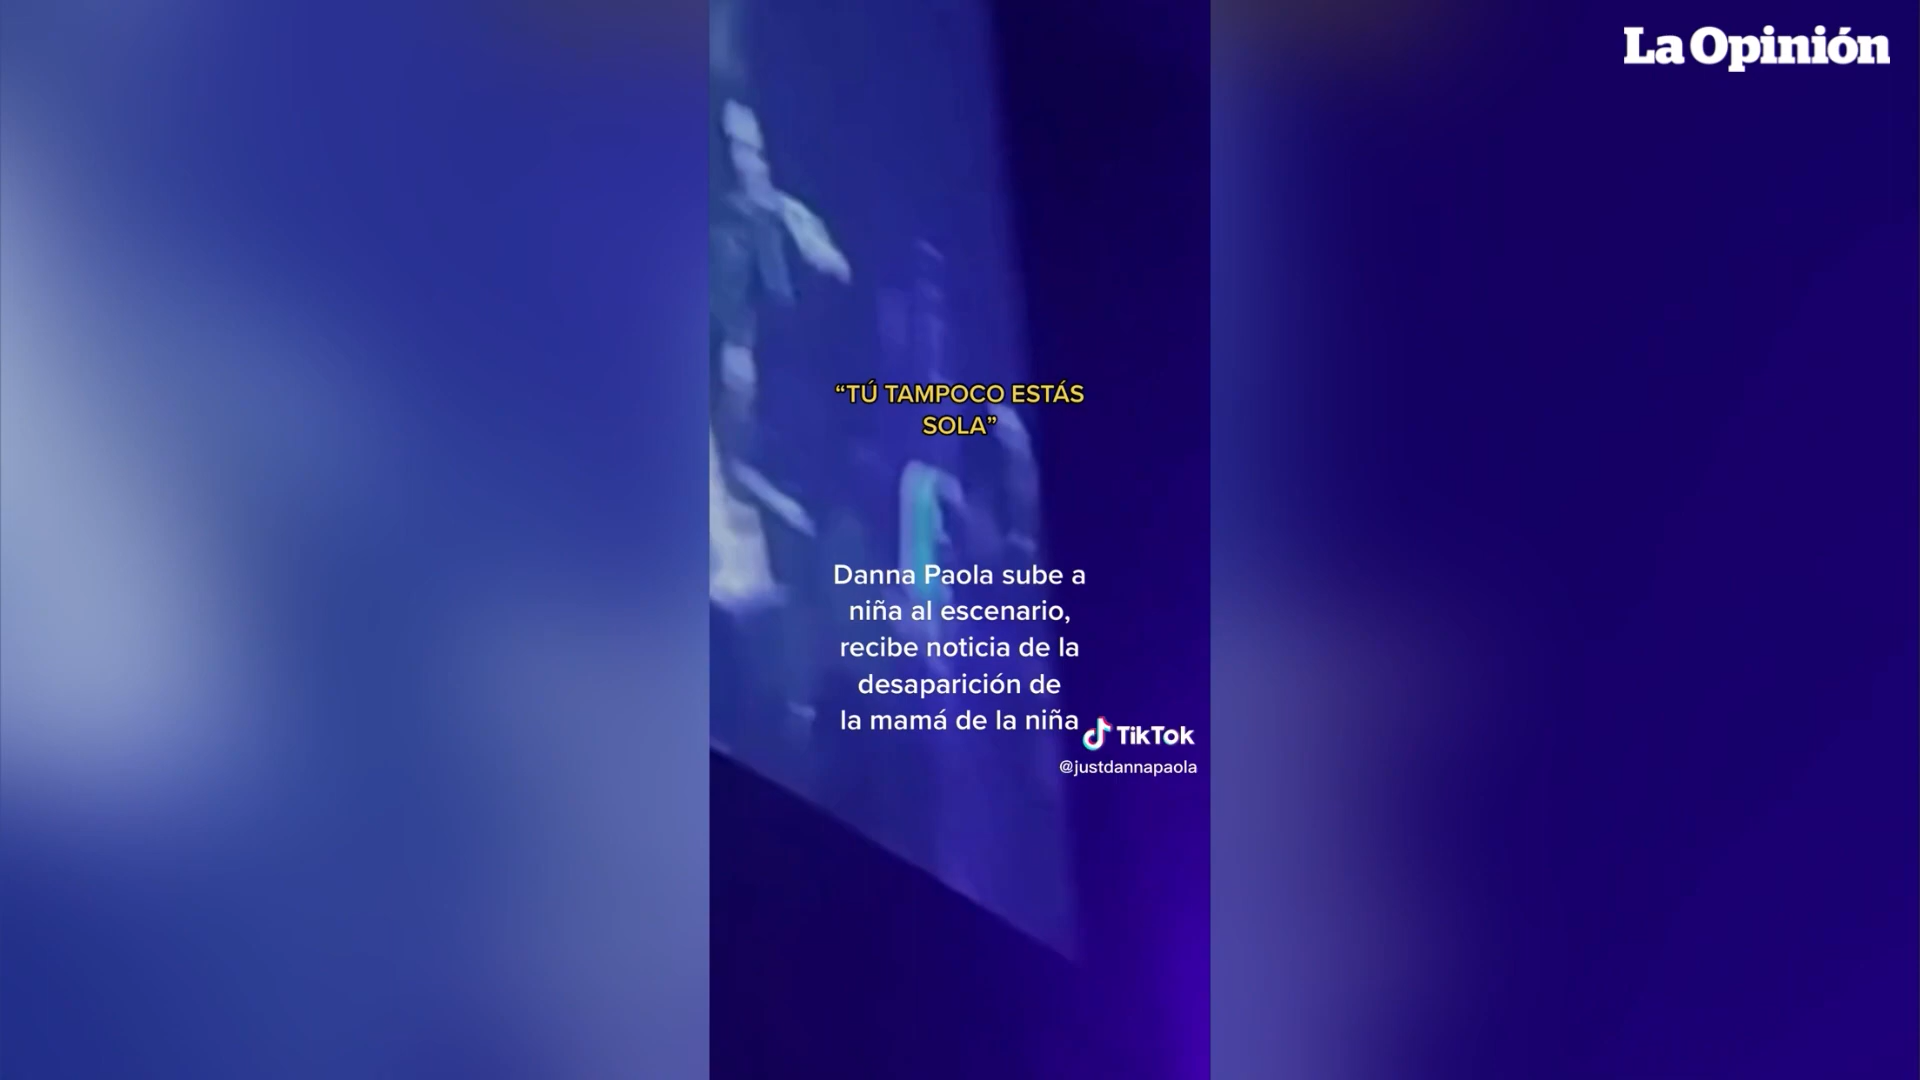 La Opinión
“TÚ TAMPOCO ESTÁS
SOLA”
Danna Paola sube a
niña al escenario,
recibe noticia de la
desaparición de
la mamá de la niña
TikTok
@justdannapaola